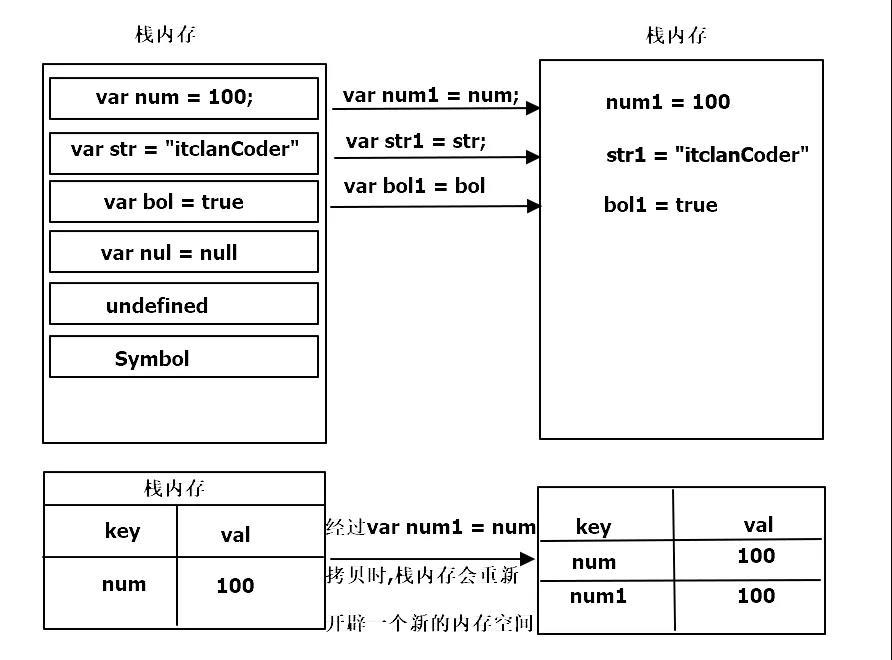 栈内存
栈内存
var num = 100;
var num1 = num;
num1 = 100
var str = "itclanCoder"
var str1 = str;
str1 = "itclanCoder"
var bol = true
var bol1 = bol
bol1 = true
var nul = null
undefined
Symbol
栈内存
key
val
num
100
经过var num1 = num
拷贝时,栈内存会重新
开辟一个新的内存空间
key
val
num
100
num1
100